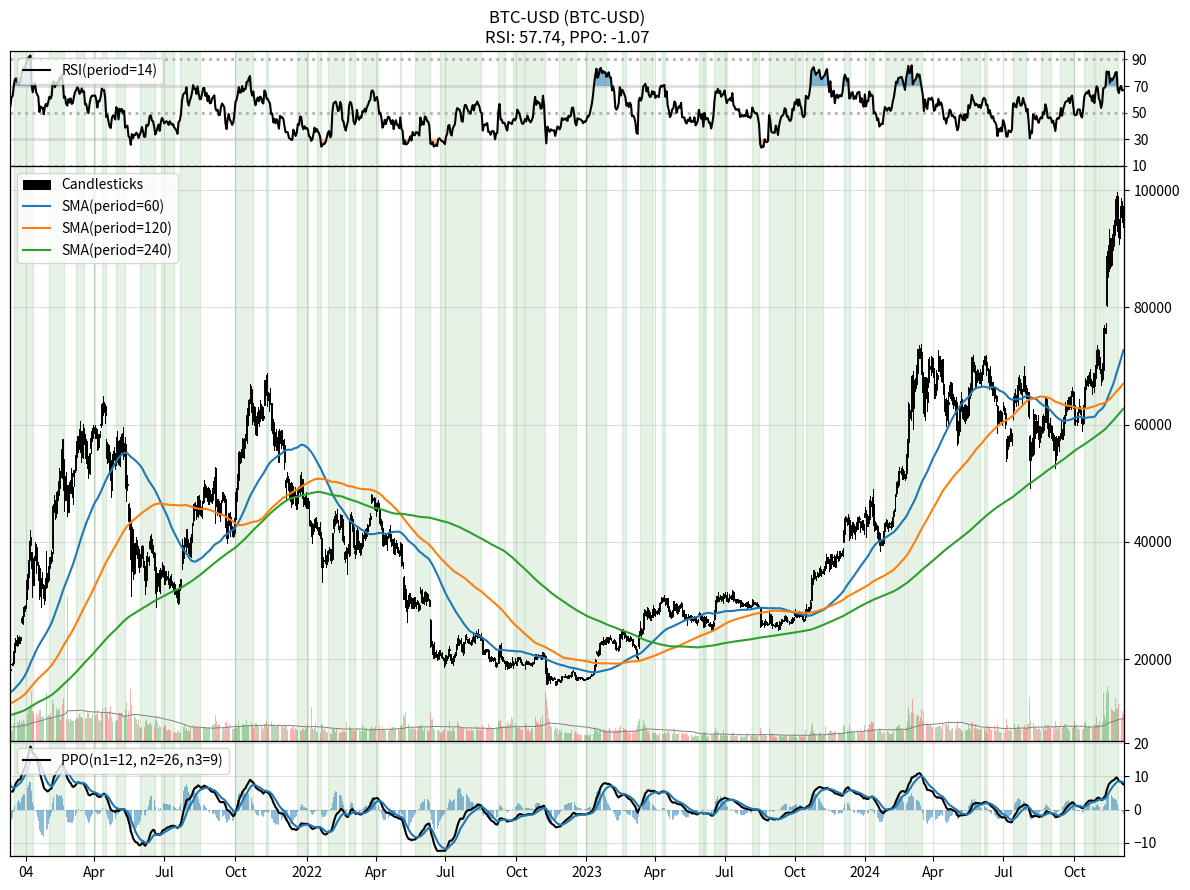 BTC-USD (BTC-USD)
RSI: 57.74, PPO: -1.07
RSI(period=14)
90
70
50
30
10
Candlesticks
SMA(period=60)
SMA(period=120)
SMA(period=240)
100000
80000
60000
40000
20000
PPO(n1=12, n2=26, n3=9)
20
10
0
−10
04 Apr Jul Oct 2022 Apr Jul Oct 2023 Apr Jul Oct 2024 Apr Jul Oct